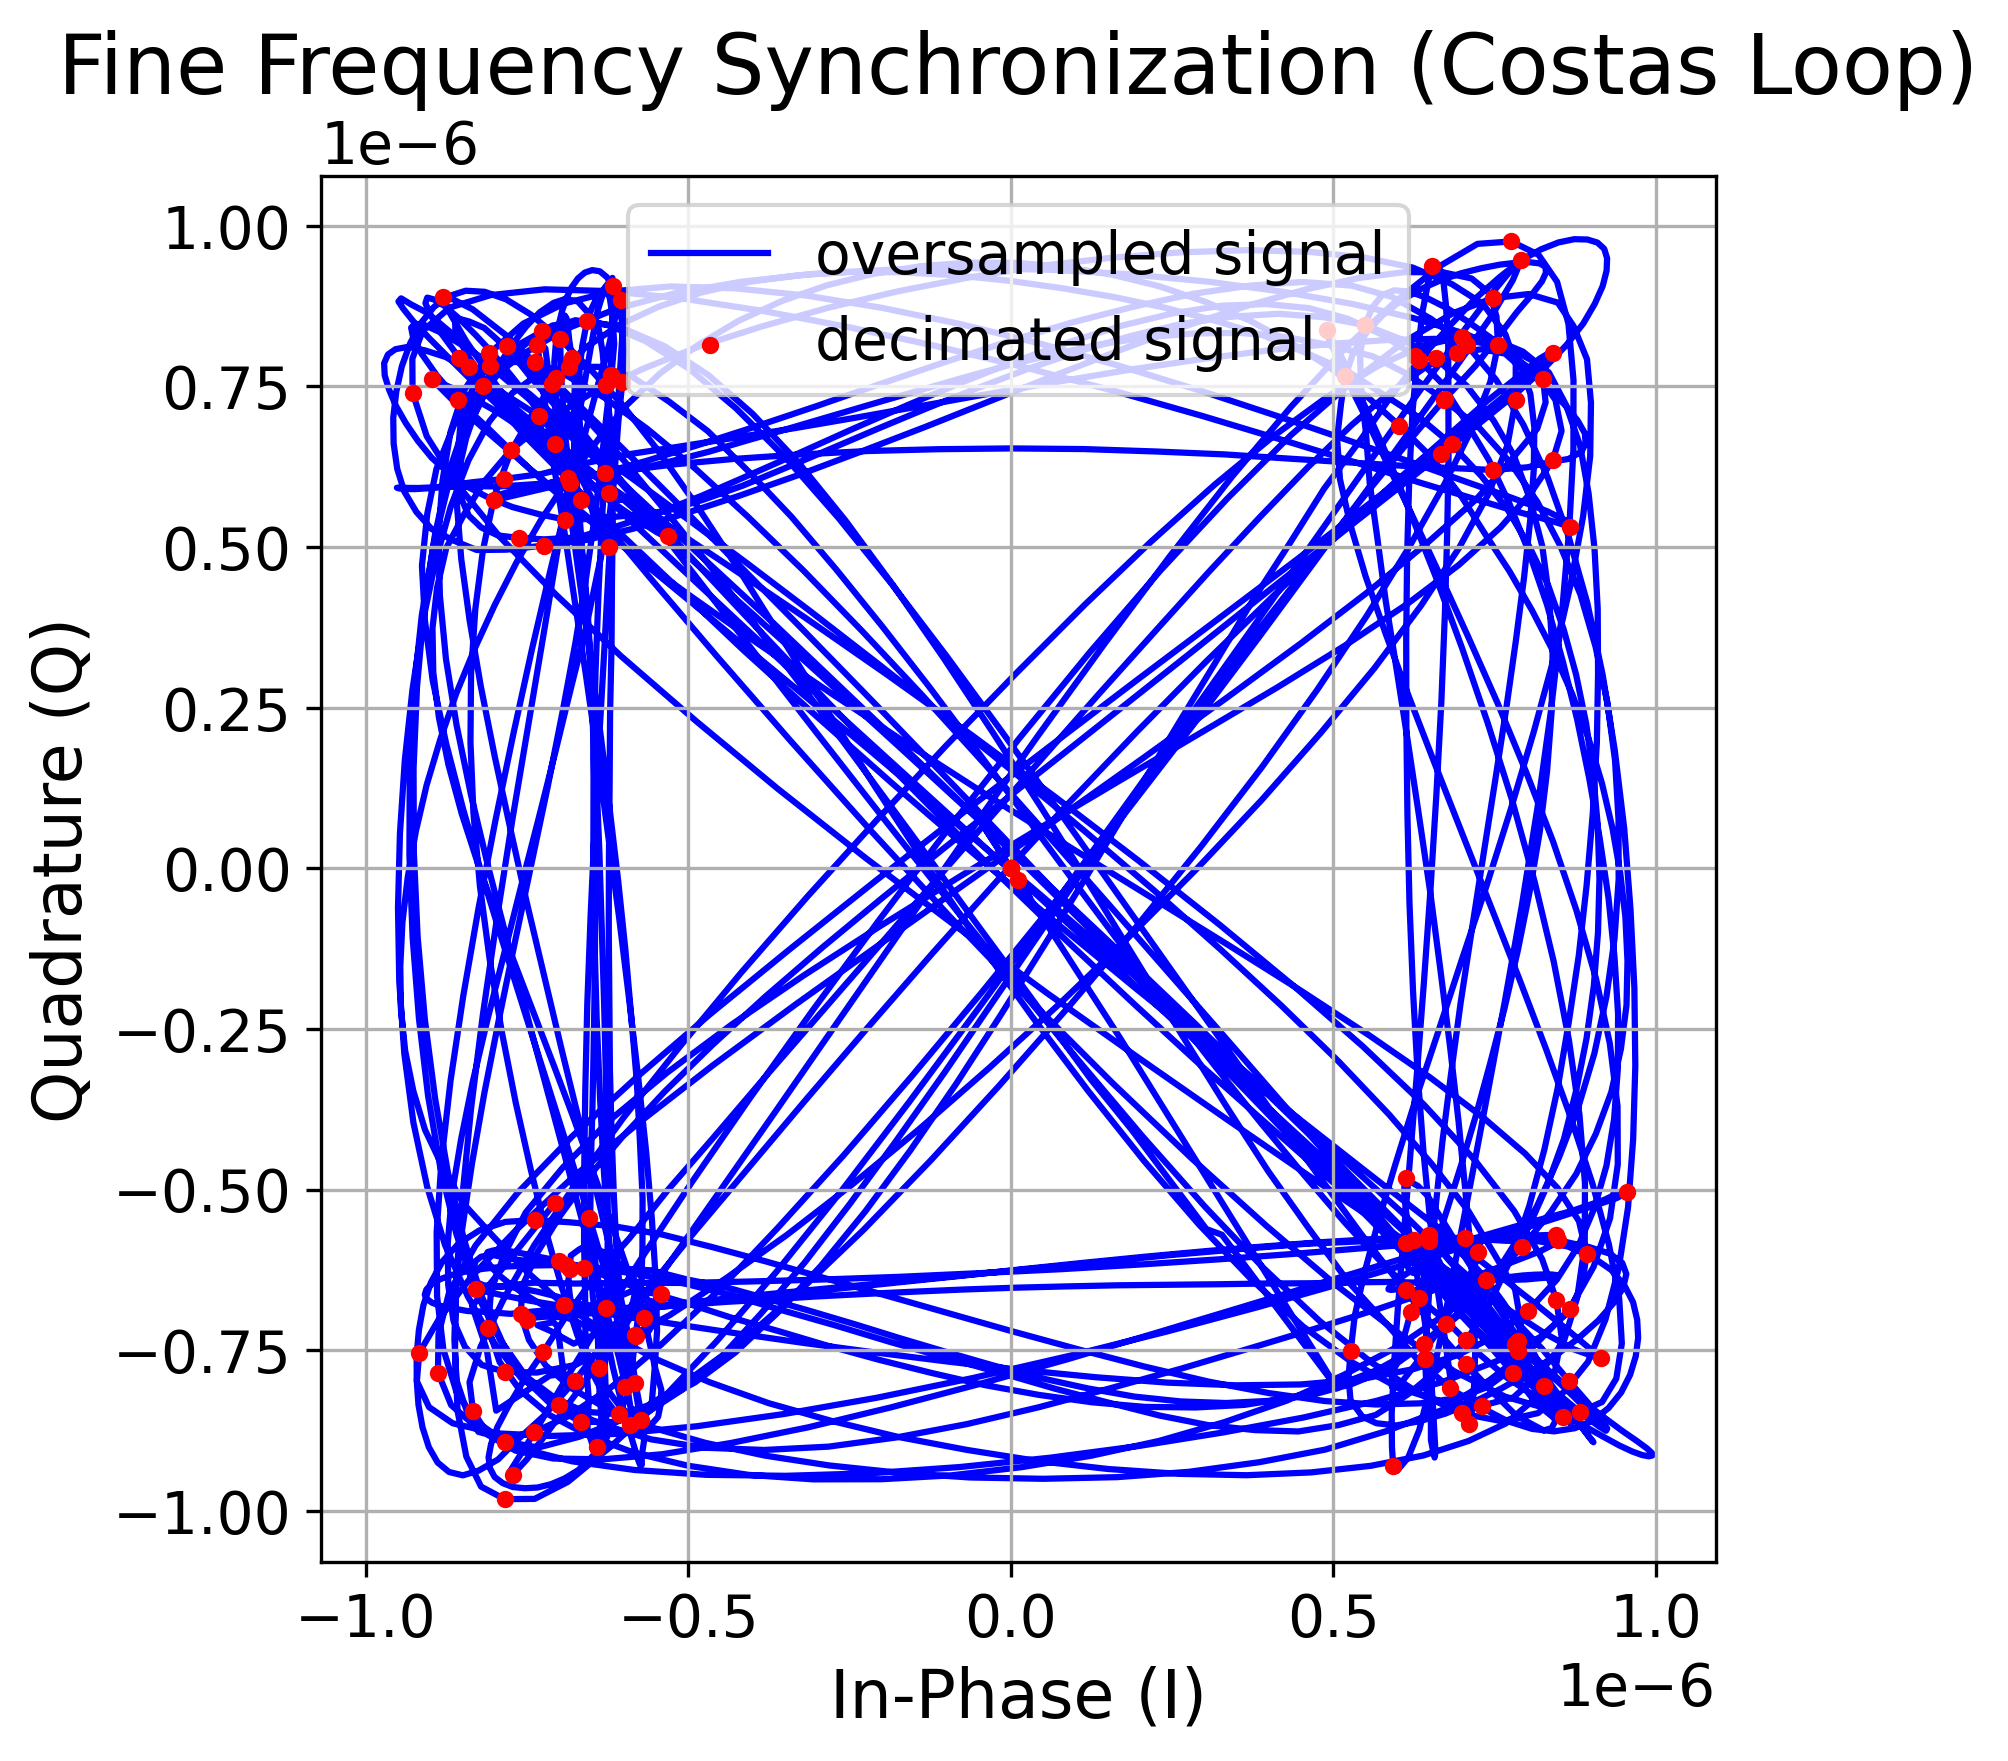 Fine Frequency Synchronization (Costas Loop)
1e−6
oversampled signal
decimated signal
1.00
0.75
0.50
0.25
0.00
−0.25
−0.50
−0.75
−1.00
Quadrature (Q)
−1.0 −0.5 0.0 0.5 1.0
In-Phase (I)
1e−6